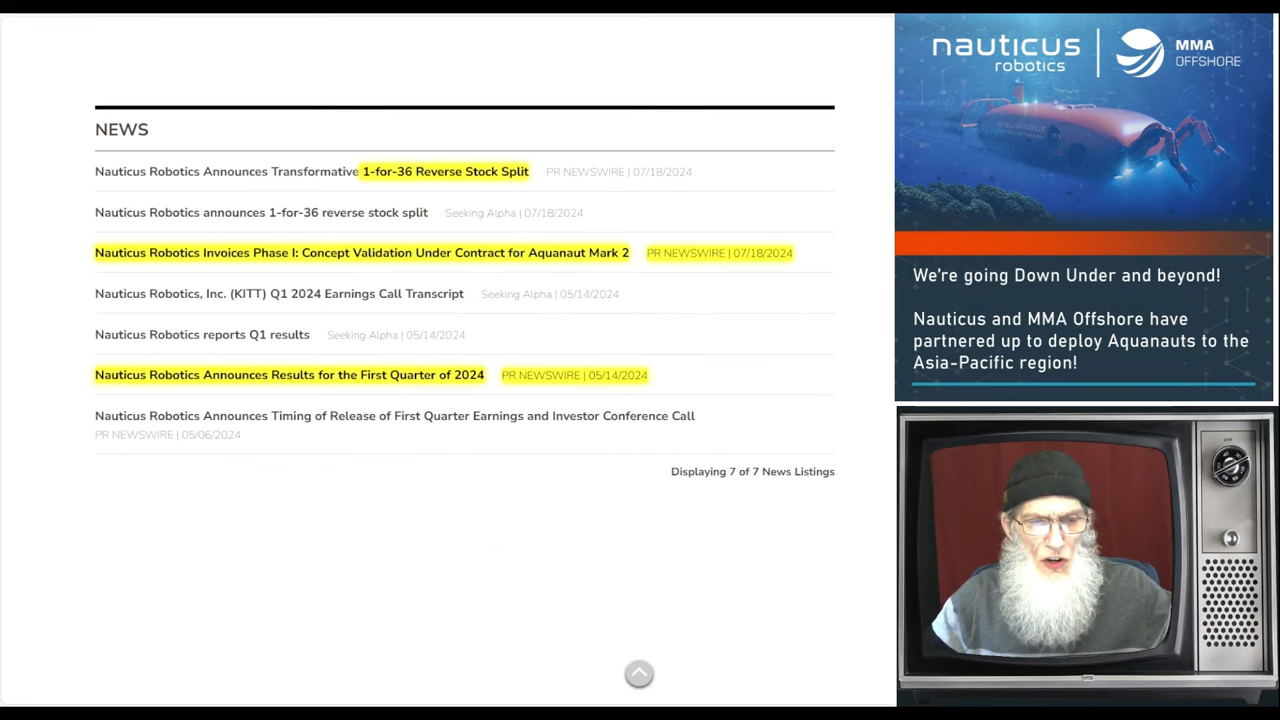 NEWS
Nauticus Robotics Announces Transformative 1-for-36 Reverse Stock Split PR NEWSWIRE | 07/18/2024
Nauticus Robotics announces 1-for-36 reverse stock split Seeking Alpha | 07/18/2024
Nauticus Robotics Invoices Phase I: Concept Validation Under Contract for Aquanaut Mark 2 PR NEWSWIRE | 07/18/2024
Nauticus Robotics, Inc. (KITT) Q1 2024 Earnings Call Transcript Seeking Alpha | 05/14/2024
Nauticus Robotics reports Q1 results Seeking Alpha | 05/14/2024
Nauticus Robotics Announces Results for the First Quarter of 2024 PR NEWSWIRE | 05/14/2024
Nauticus Robotics Announces Timing of Release of First Quarter Earnings and Investor Conference Call
PR NEWSWIRE | 05/06/2024
Displaying 7 of 7 News Listings
nauticus
robotics
MMA
OFFSHORE
aquanaut
We're going Down Under and beyond!
Nauticus and MMA Offshore have
partnered up to deploy Aquanauts to the
Asia-Pacific region!